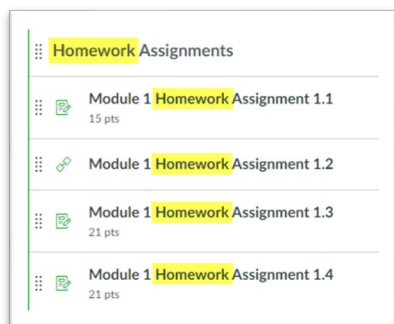 Homework Assignments
Module 1 Homework Assignment 1.1
15 pts
Module 1 Homework Assignment 1.2
Module 1 Homework Assignment 1.3
21 pts
Module 1 Homework Assignment 1.4
21 pts